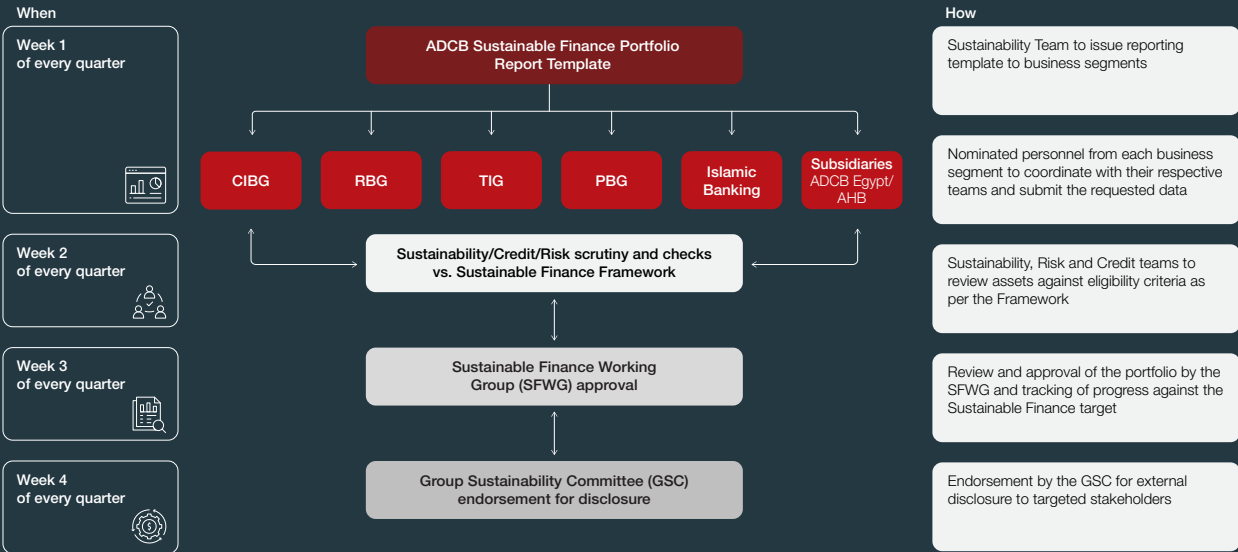 When
How
Week 1
of every quarter
ADCB Sustainable Finance Portfolio
Report Template
Sustainability Team to issue reporting
template to business segments
CIBG
RBG
TIG
PBG
Islamic
Banking
Subsidiaries
ADCB Egypt/
AHB
Nominated personnel from each business
segment to coordinate with their respective
teams and submit the requested data
Week 2
of every quarter
Sustainability/Credit/Risk scrutiny and checks
vs. Sustainable Finance Framework
Sustainability, Risk and Credit teams to
review assets against eligibility criteria as
per the Framework
Week 3
of every quarter
Sustainable Finance Working
Group (SFWG) approval
Review and approval of the portfolio by the
SFWG and tracking of progress against the
Sustainable Finance target
Week 4
of every quarter
Group Sustainability Committee (GSC)
endorsement for disclosure
Endorsement by the GSC for external
disclosure to targeted stakeholders